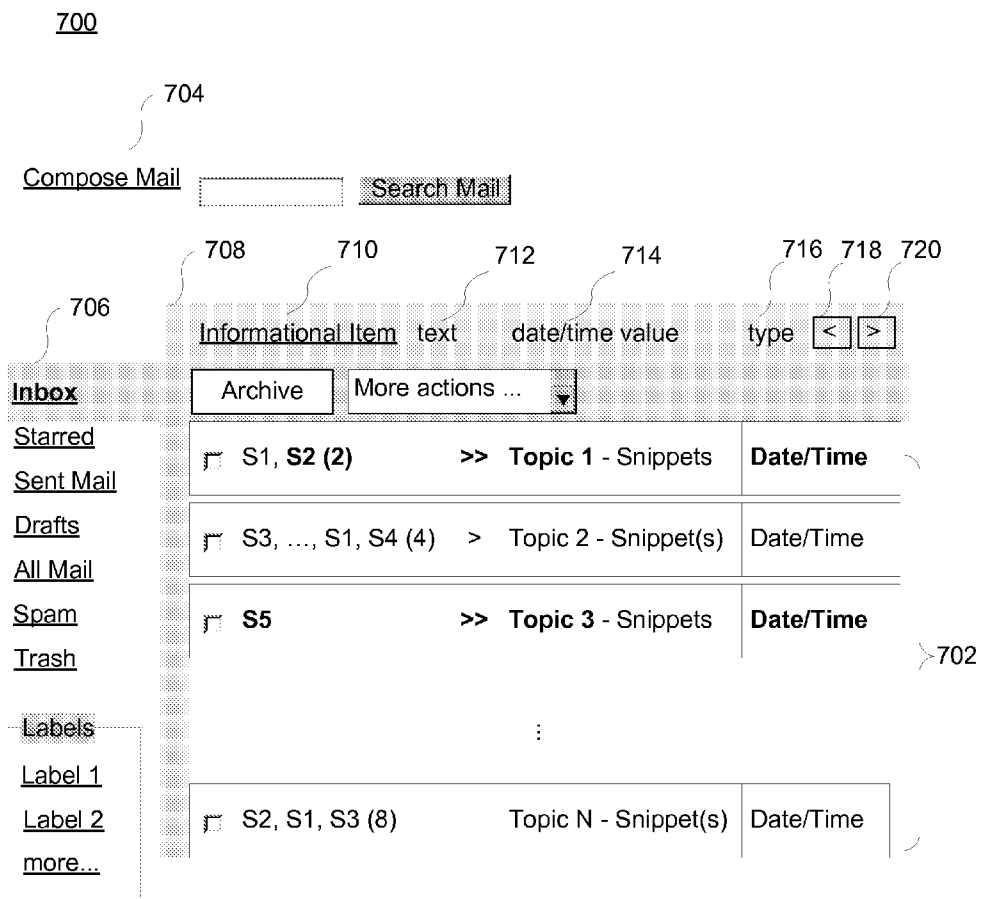 700
704
Compose Mail Search Mail
708 710 712 714 716 718 720
706
Informational Item text date/time value type < >
Inbox Archive More actions ...
Starred
S1, S2 (2) >> Topic 1 - Snippets Date/Time
Sent Mail
Drafts
S3, ..., S1, S4 (4) > Topic 2 - Snippet(s) Date/Time
All Mail
Spam
S5 >> Topic 3 - Snippets Date/Time
Trash
702
Labels
⋮
Label 1
Label 2
S2, S1, S3 (8) Topic N - Snippet(s) Date/Time
more...